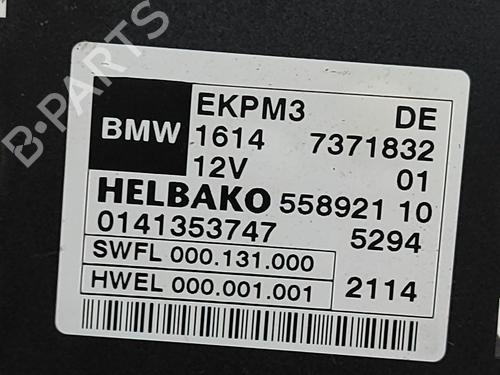 B-PARTS
BMW
EKPM3 DE
1614 7371832
12V 01
HELBAKO 558921 10
0141353747 5294
SWFL 000.131.000
HWEL 000.001.001 2114